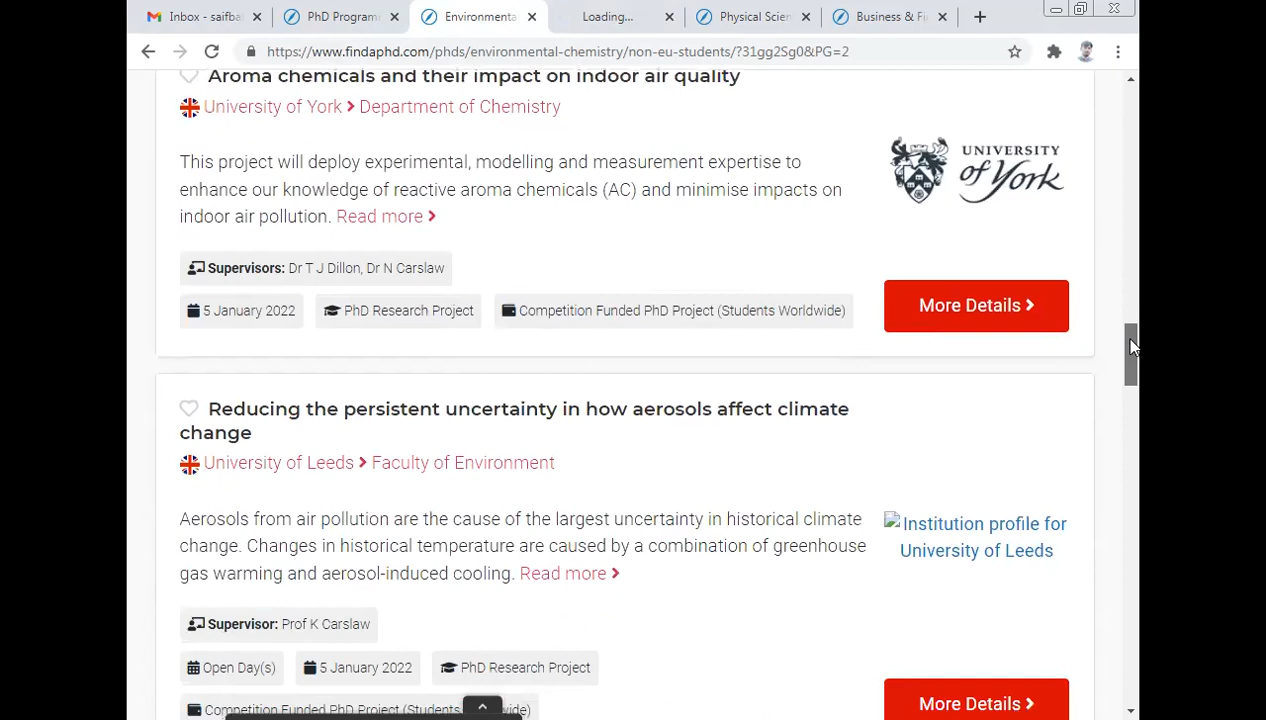 Inbox - saifba
PhD Programm
Environmenta
Loading...
Physical Scien
Business & Fi
https://www.findaphd.com/phds/environmental-chemistry/non-eu-students/?31gg2Sg0&PG=2
Aroma chemicals and their impact on indoor air quality
University of York > Department of Chemistry
This project will deploy experimental, modelling and measurement expertise to
enhance our knowledge of reactive aroma chemicals (AC) and minimise impacts on
indoor air pollution. Read more >
UNIVERSITY
of York
Supervisors: Dr T J Dillon, Dr N Carslaw
5 January 2022
PhD Research Project
Competition Funded PhD Project (Students Worldwide)
More Details >
Reducing the persistent uncertainty in how aerosols affect climate
change
University of Leeds > Faculty of Environment
Aerosols from air pollution are the cause of the largest uncertainty in historical climate
change. Changes in historical temperature are caused by a combination of greenhouse
gas warming and aerosol-induced cooling. Read more >
Institution profile for
University of Leeds
Supervisor: Prof K Carslaw
Open Day(s)
5 January 2022
PhD Research Project
Competition Funded PhD Project (Students wide)
More Details >